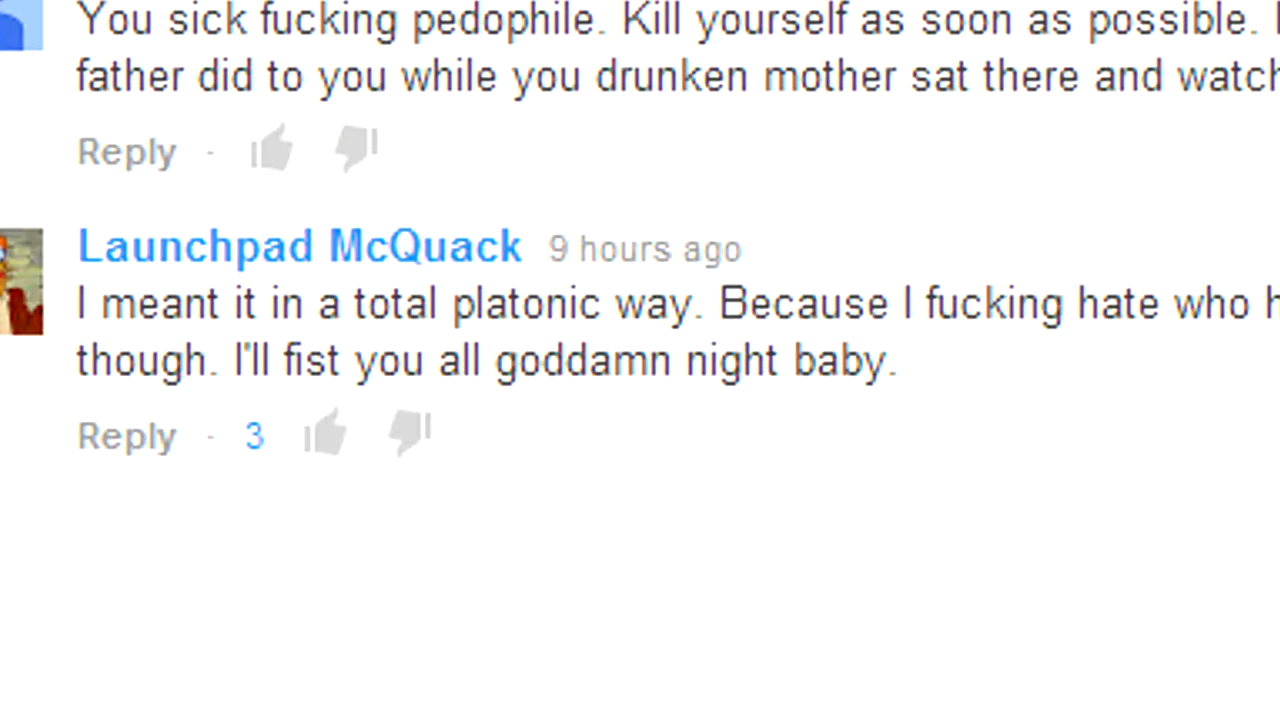 You sick fucking pedophile. Kill yourself as soon as possible.
father did to you while you drunken mother sat there and watch
Reply ·
Launchpad McQuack 9 hours ago
I meant it in a total platonic way. Because I fucking hate who h
though. I'll fist you all goddamn night baby.
Reply · 3